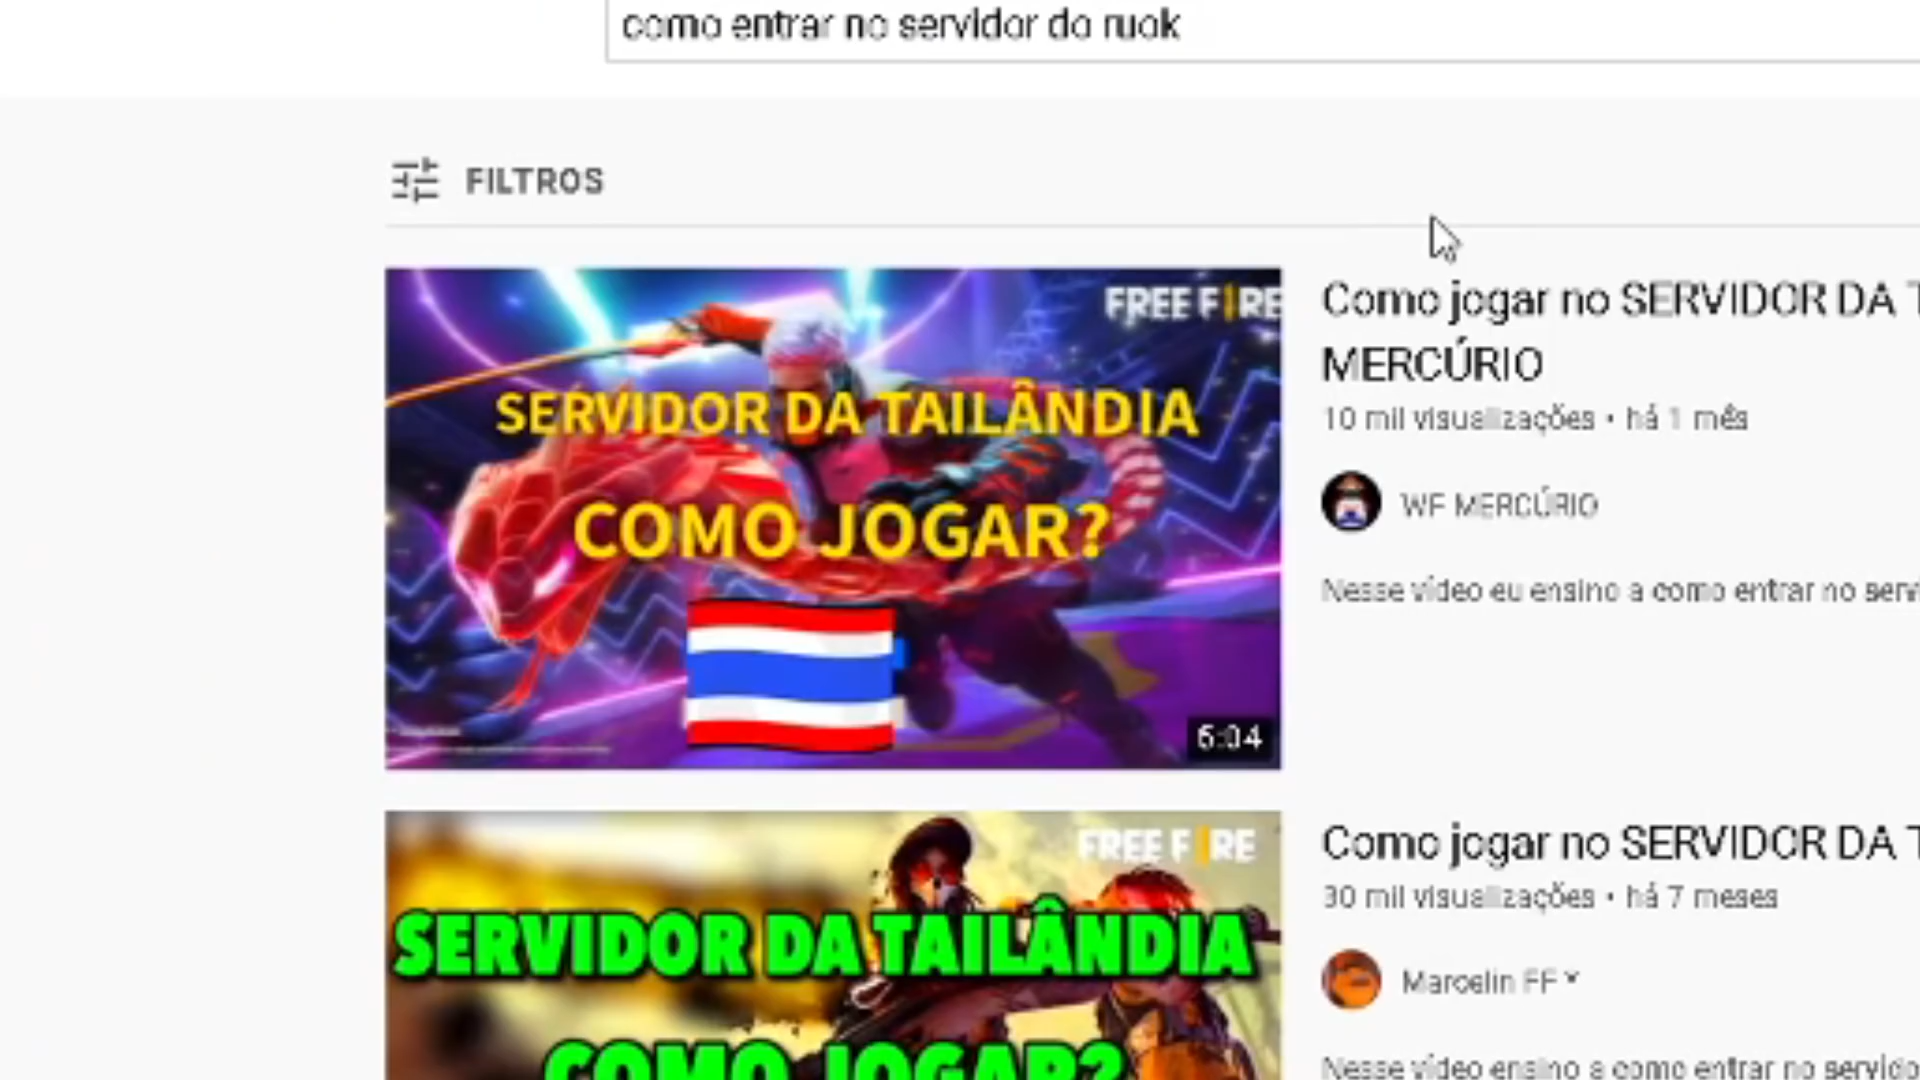 como entrar no servidor do ruok
FILTROS
FREE FIRE
SERVIDOR DA TAILÂNDIA
COMO JOGAR?
6:04
Como jogar no SERVIDOR DA T
MERCÚRIO
10 mil visualizações • há 1 mês
WF MERCÚRIO
Nesse vídeo eu ensino a como entrar no serv
FREE FIRE
SERVIDOR DA TAILÂNDIA
COMO JOGAR?
Como jogar no SERVIDOR DA T
30 mil visualizações • há 7 meses
Marcelin FF
Nesse vídeo ensino a como entrar no servido